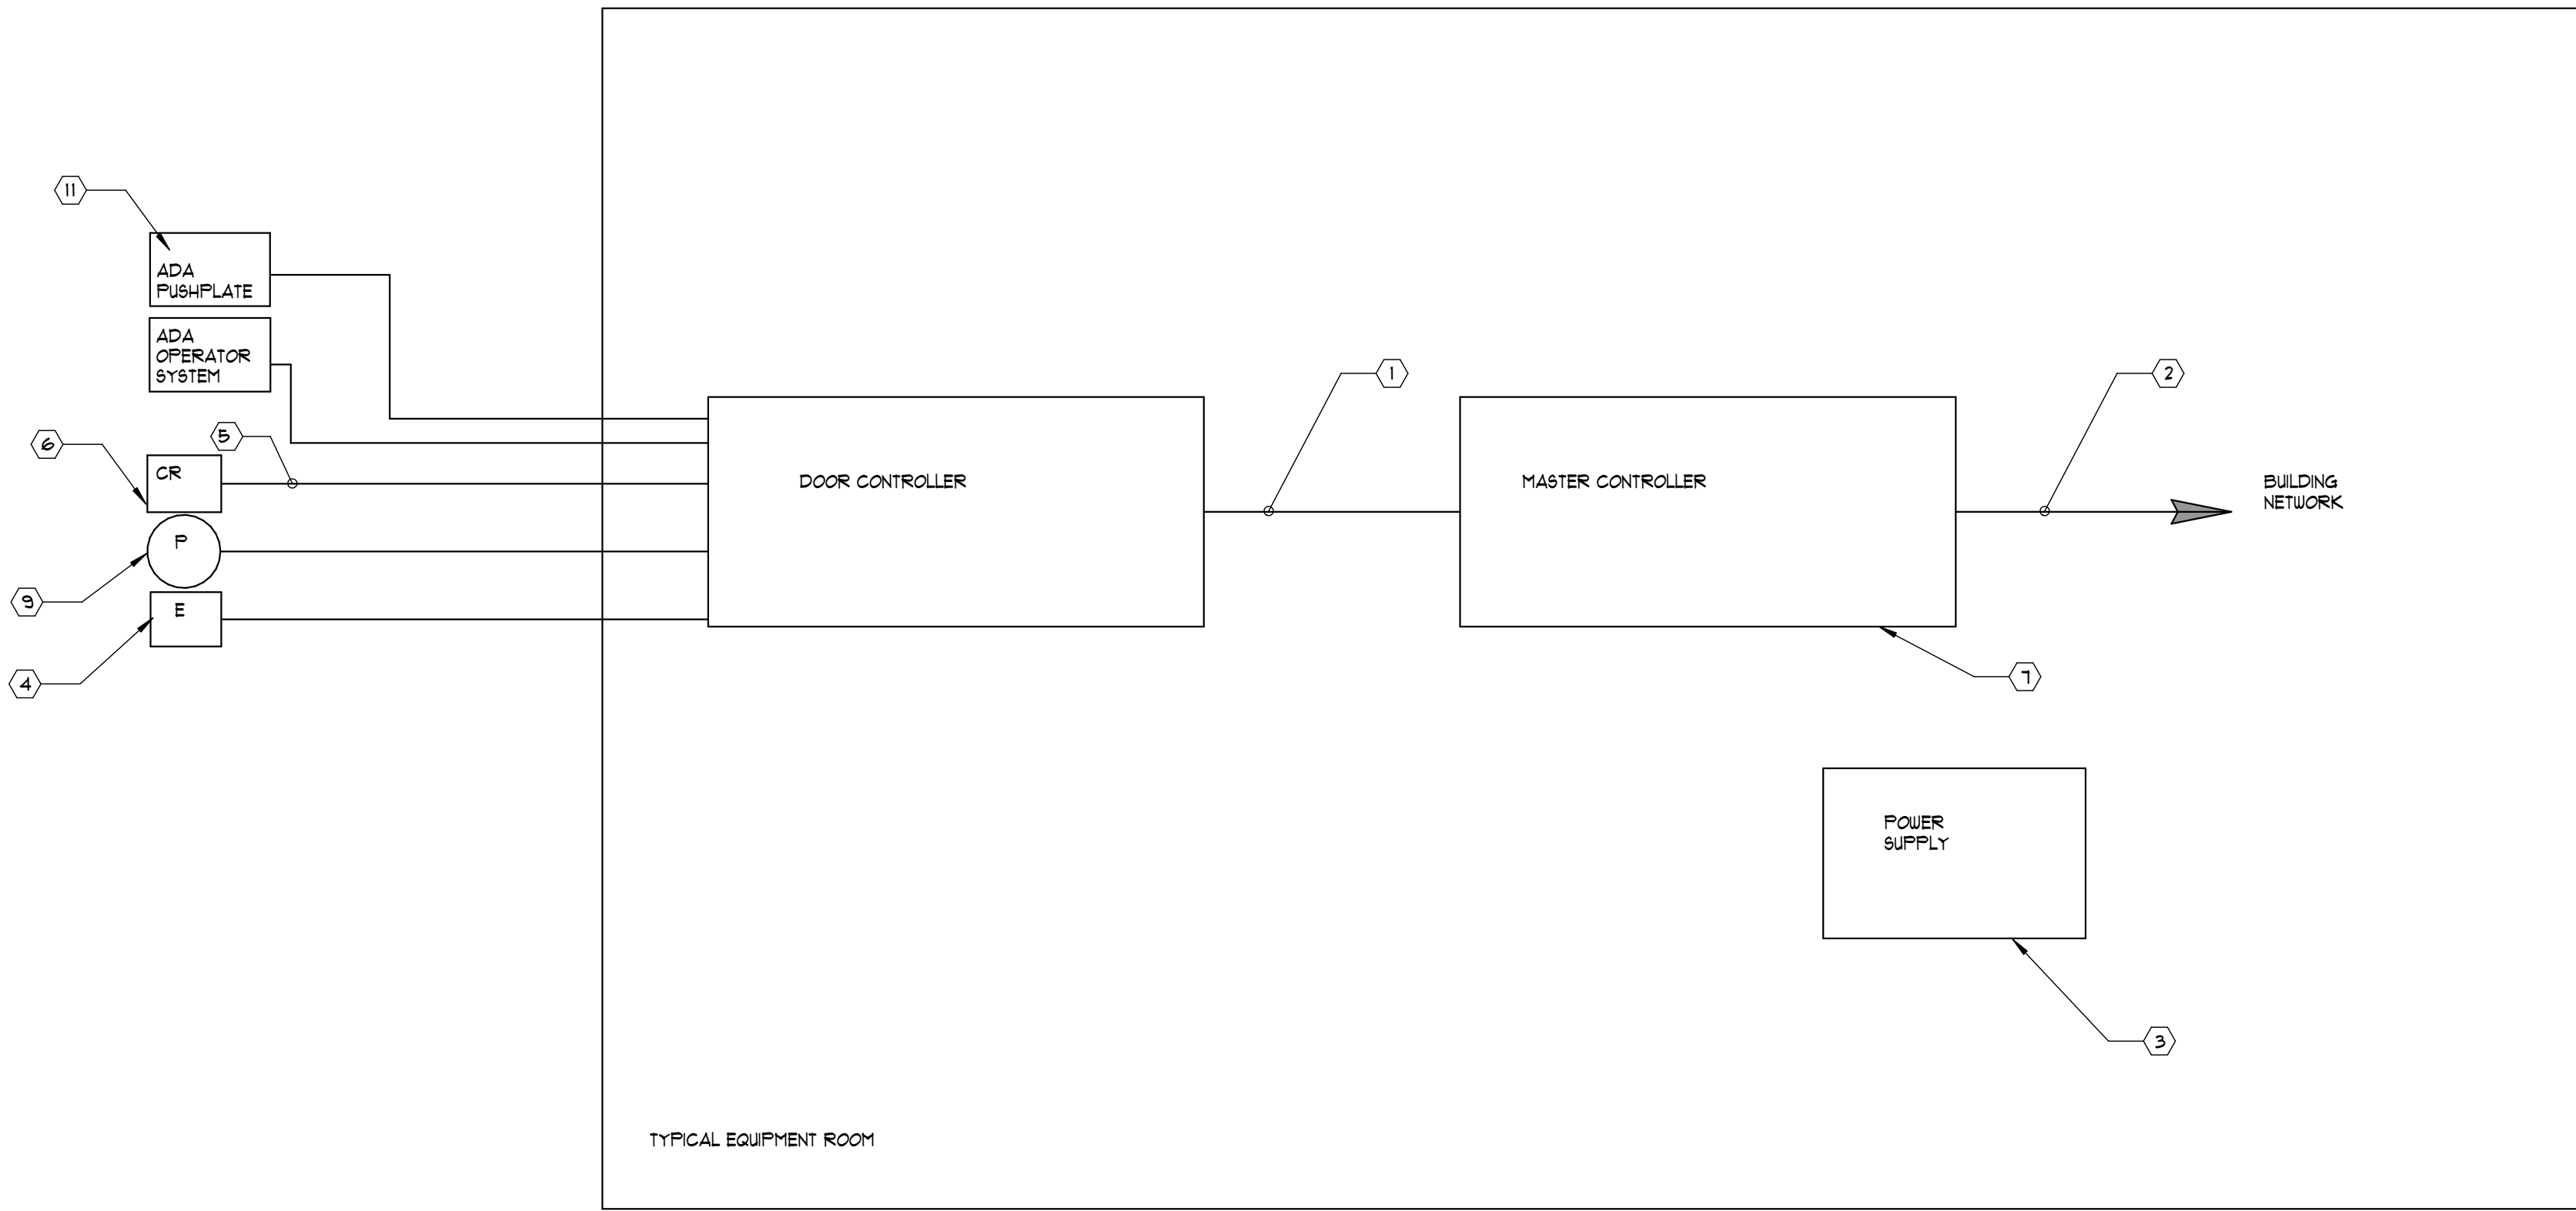 11
ADA
PUSHPLATE
ADA
OPERATOR
SYSTEM
1
2
6
5
CR
DOOR CONTROLLER
MASTER CONTROLLER
BUILDING
NETWORK
P
9
E
4
7
POWER
SUPPLY
3
TYPICAL EQUIPMENT ROOM